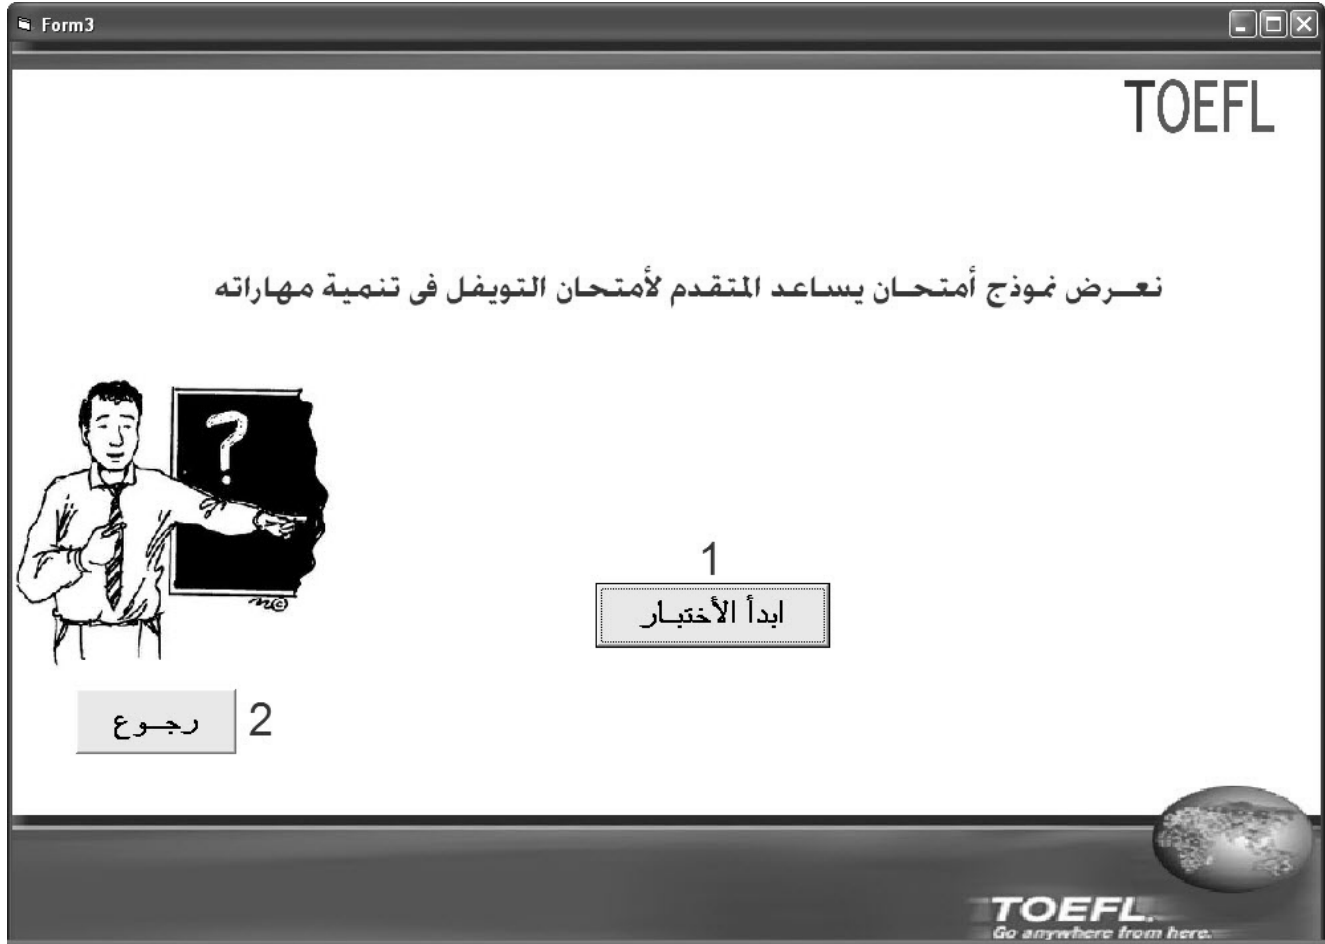 Form3
TOEFL
نعــرض نموذج أمتحــان يساعد المتقدم لأمتحان التويفل فى تنمية مهاراته
?
1
ابدأ الأختبـار
رجــوع 2
TOEFL.
Go anywhere from here.